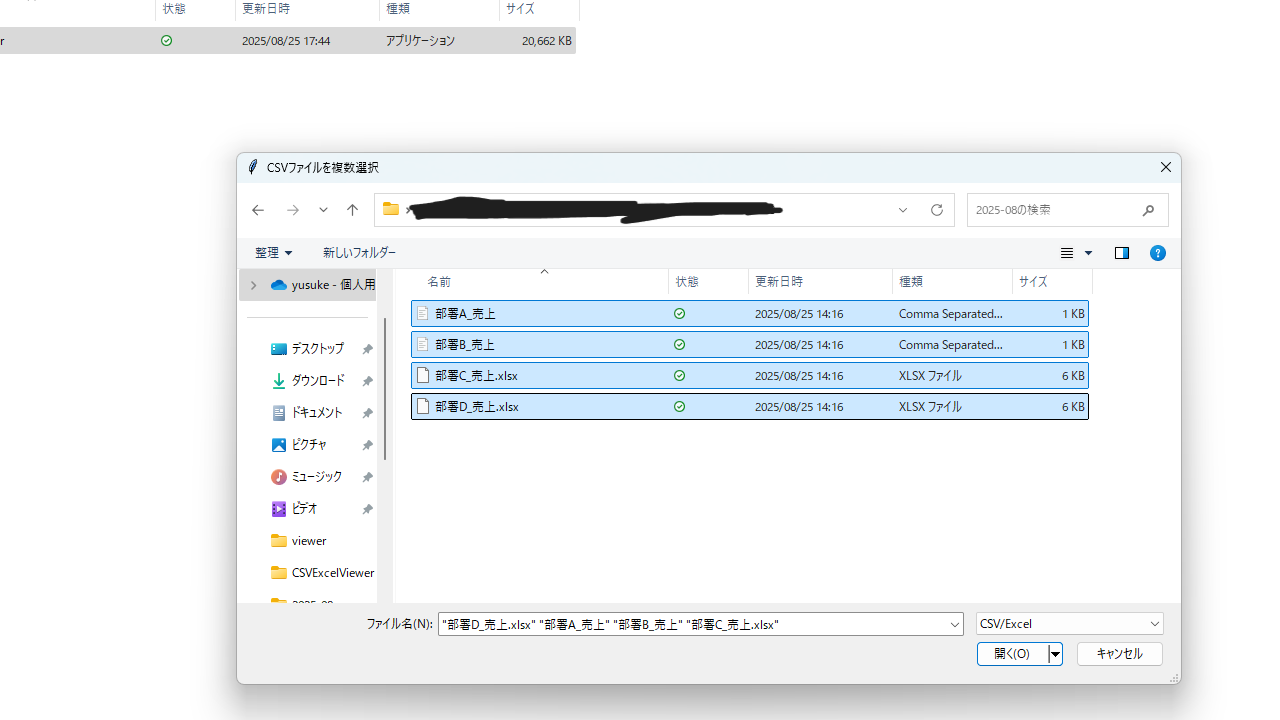 状態 更新日時 種類 サイズ
r 2025/08/25 17:44 アプリケーション 20,662 KB
CSVファイルを複数選択
2025-08の検索
整理 新しいフォルダー
yusuke - 個人用
名前 状態 更新日時 種類 サイズ
部署A_売上 2025/08/25 14:16 Comma Separated... 1 KB
部署B_売上 2025/08/25 14:16 Comma Separated... 1 KB
部署C_売上.xlsx 2025/08/25 14:16 XLSX ファイル 6 KB
部署D_売上.xlsx 2025/08/25 14:16 XLSX ファイル 6 KB
デスクトップ
ダウンロード
ドキュメント
ピクチャ
ミュージック
ビデオ
viewer
CSVExcelViewer
2025-08
ファイル名(N): "部署D_売上.xlsx" "部署A_売上" "部署B_売上" "部署C_売上.xlsx" CSV/Excel
開く(O) キャンセル